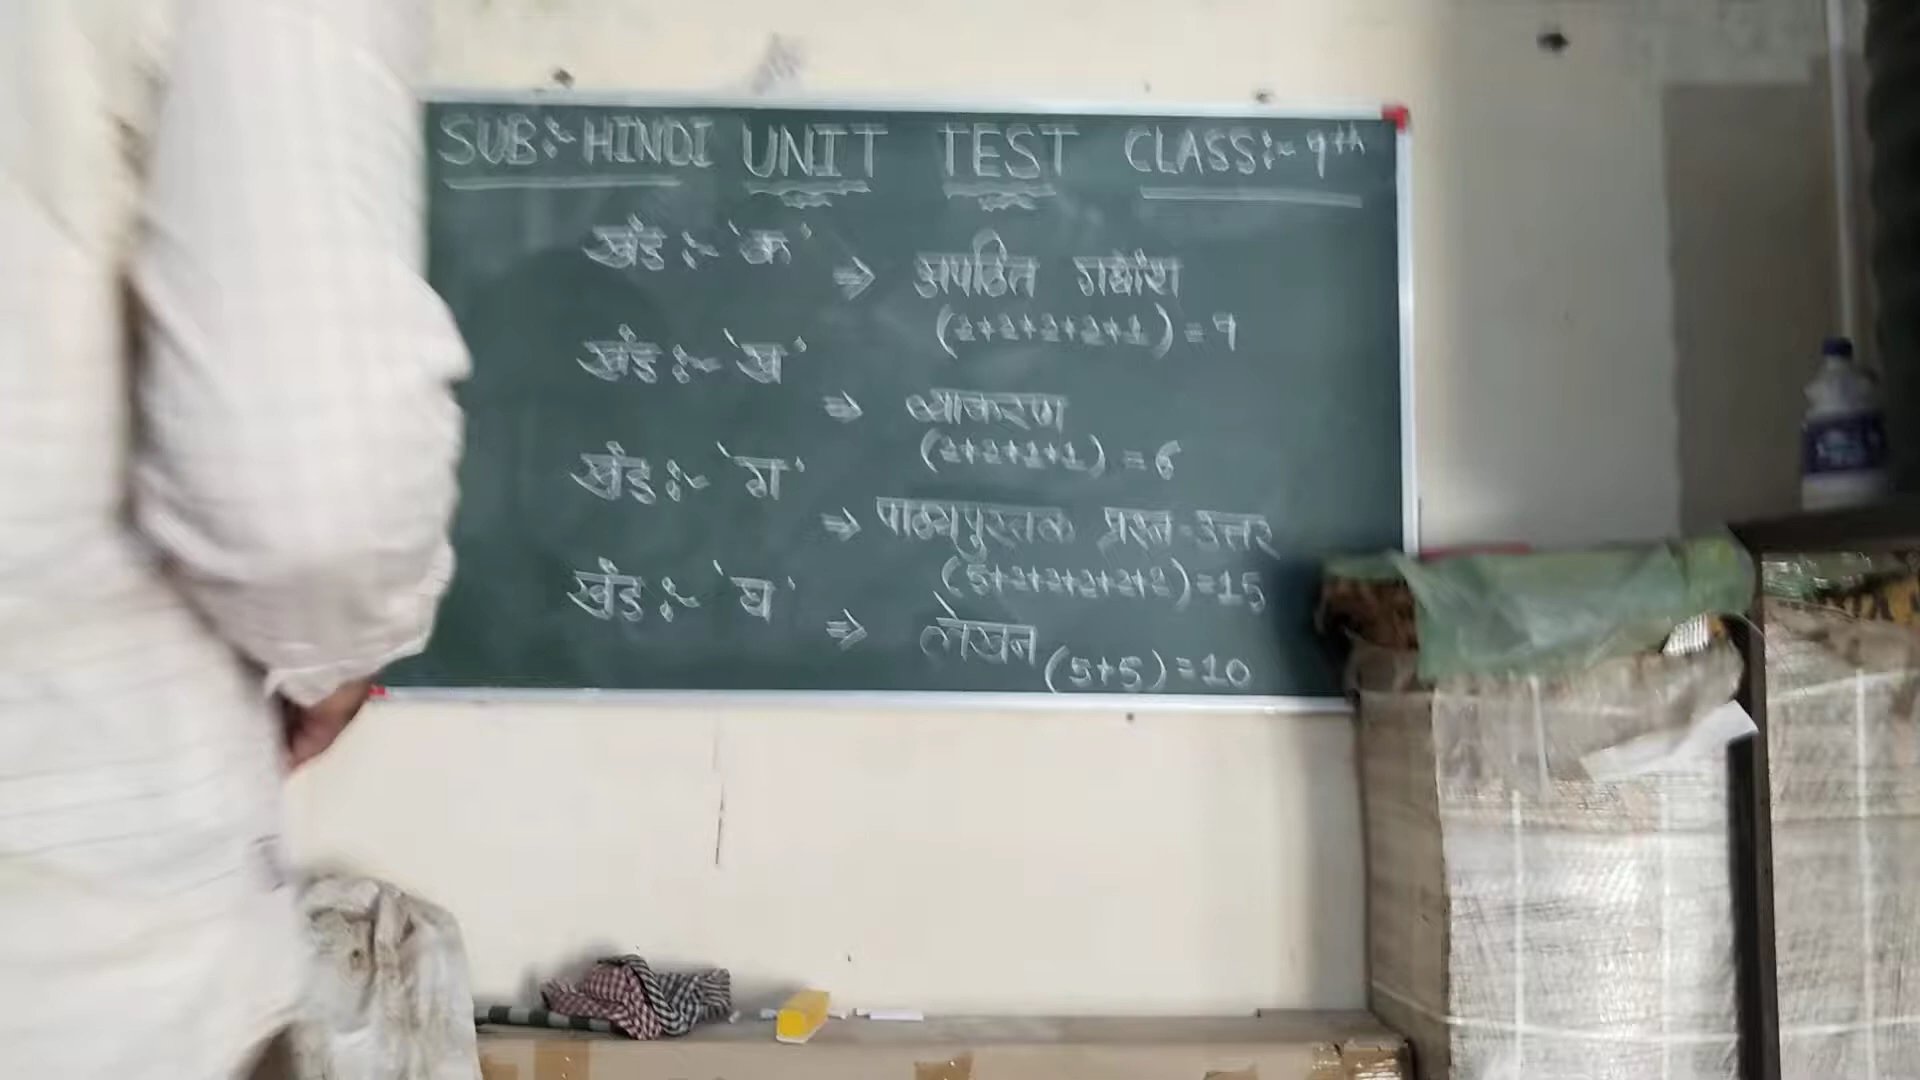 SUB:- HINDI UNIT TEST CLASS:- 9th
खंड :- 'क'
⇒ अपठित गद्यांश
(2+2+2+2+1) = 9
खंड :- 'ख'
⇒ व्याकरण
(2+2+1+1) = 6
खंड :- 'ग'
⇒ पाठ्यपुस्तक प्रश्न-उत्तर
(5+2+2+2+2+2)=15
खंड :- 'घ'
⇒ लेखन (5+5)=10